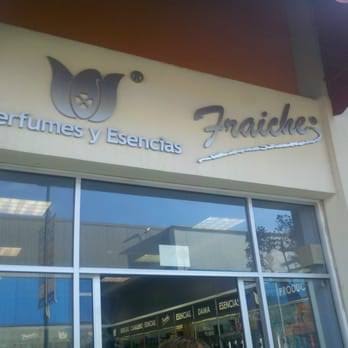 erfumes y Esencias
Fraiche
®
ESENCIAS
DAMA
ESENCIAS
PRODUC